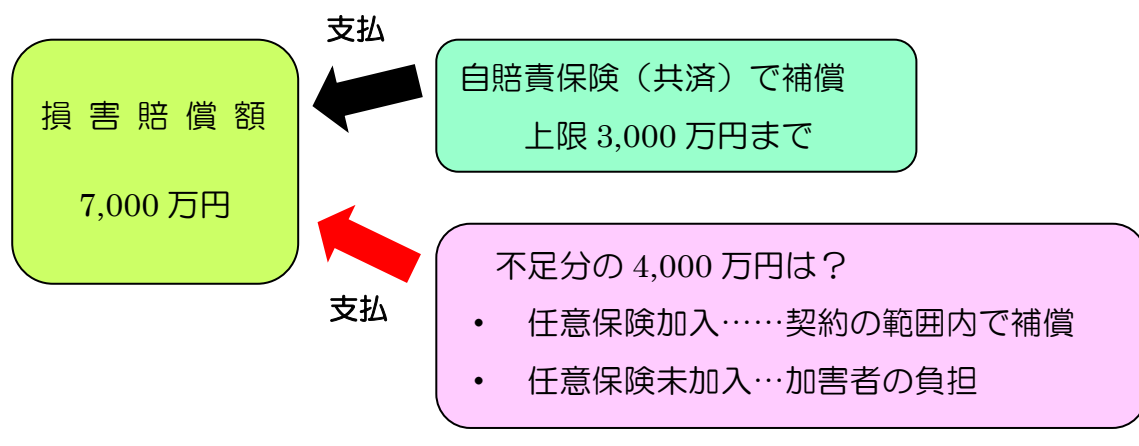 支払
損害賠償額
7,000万円
自賠責保険（共済）で補償
上限3,000万円まで
不足分の4,000万円は？
・ 任意保険加入……契約の範囲内で補償
・ 任意保険未加入…加害者の負担
支払